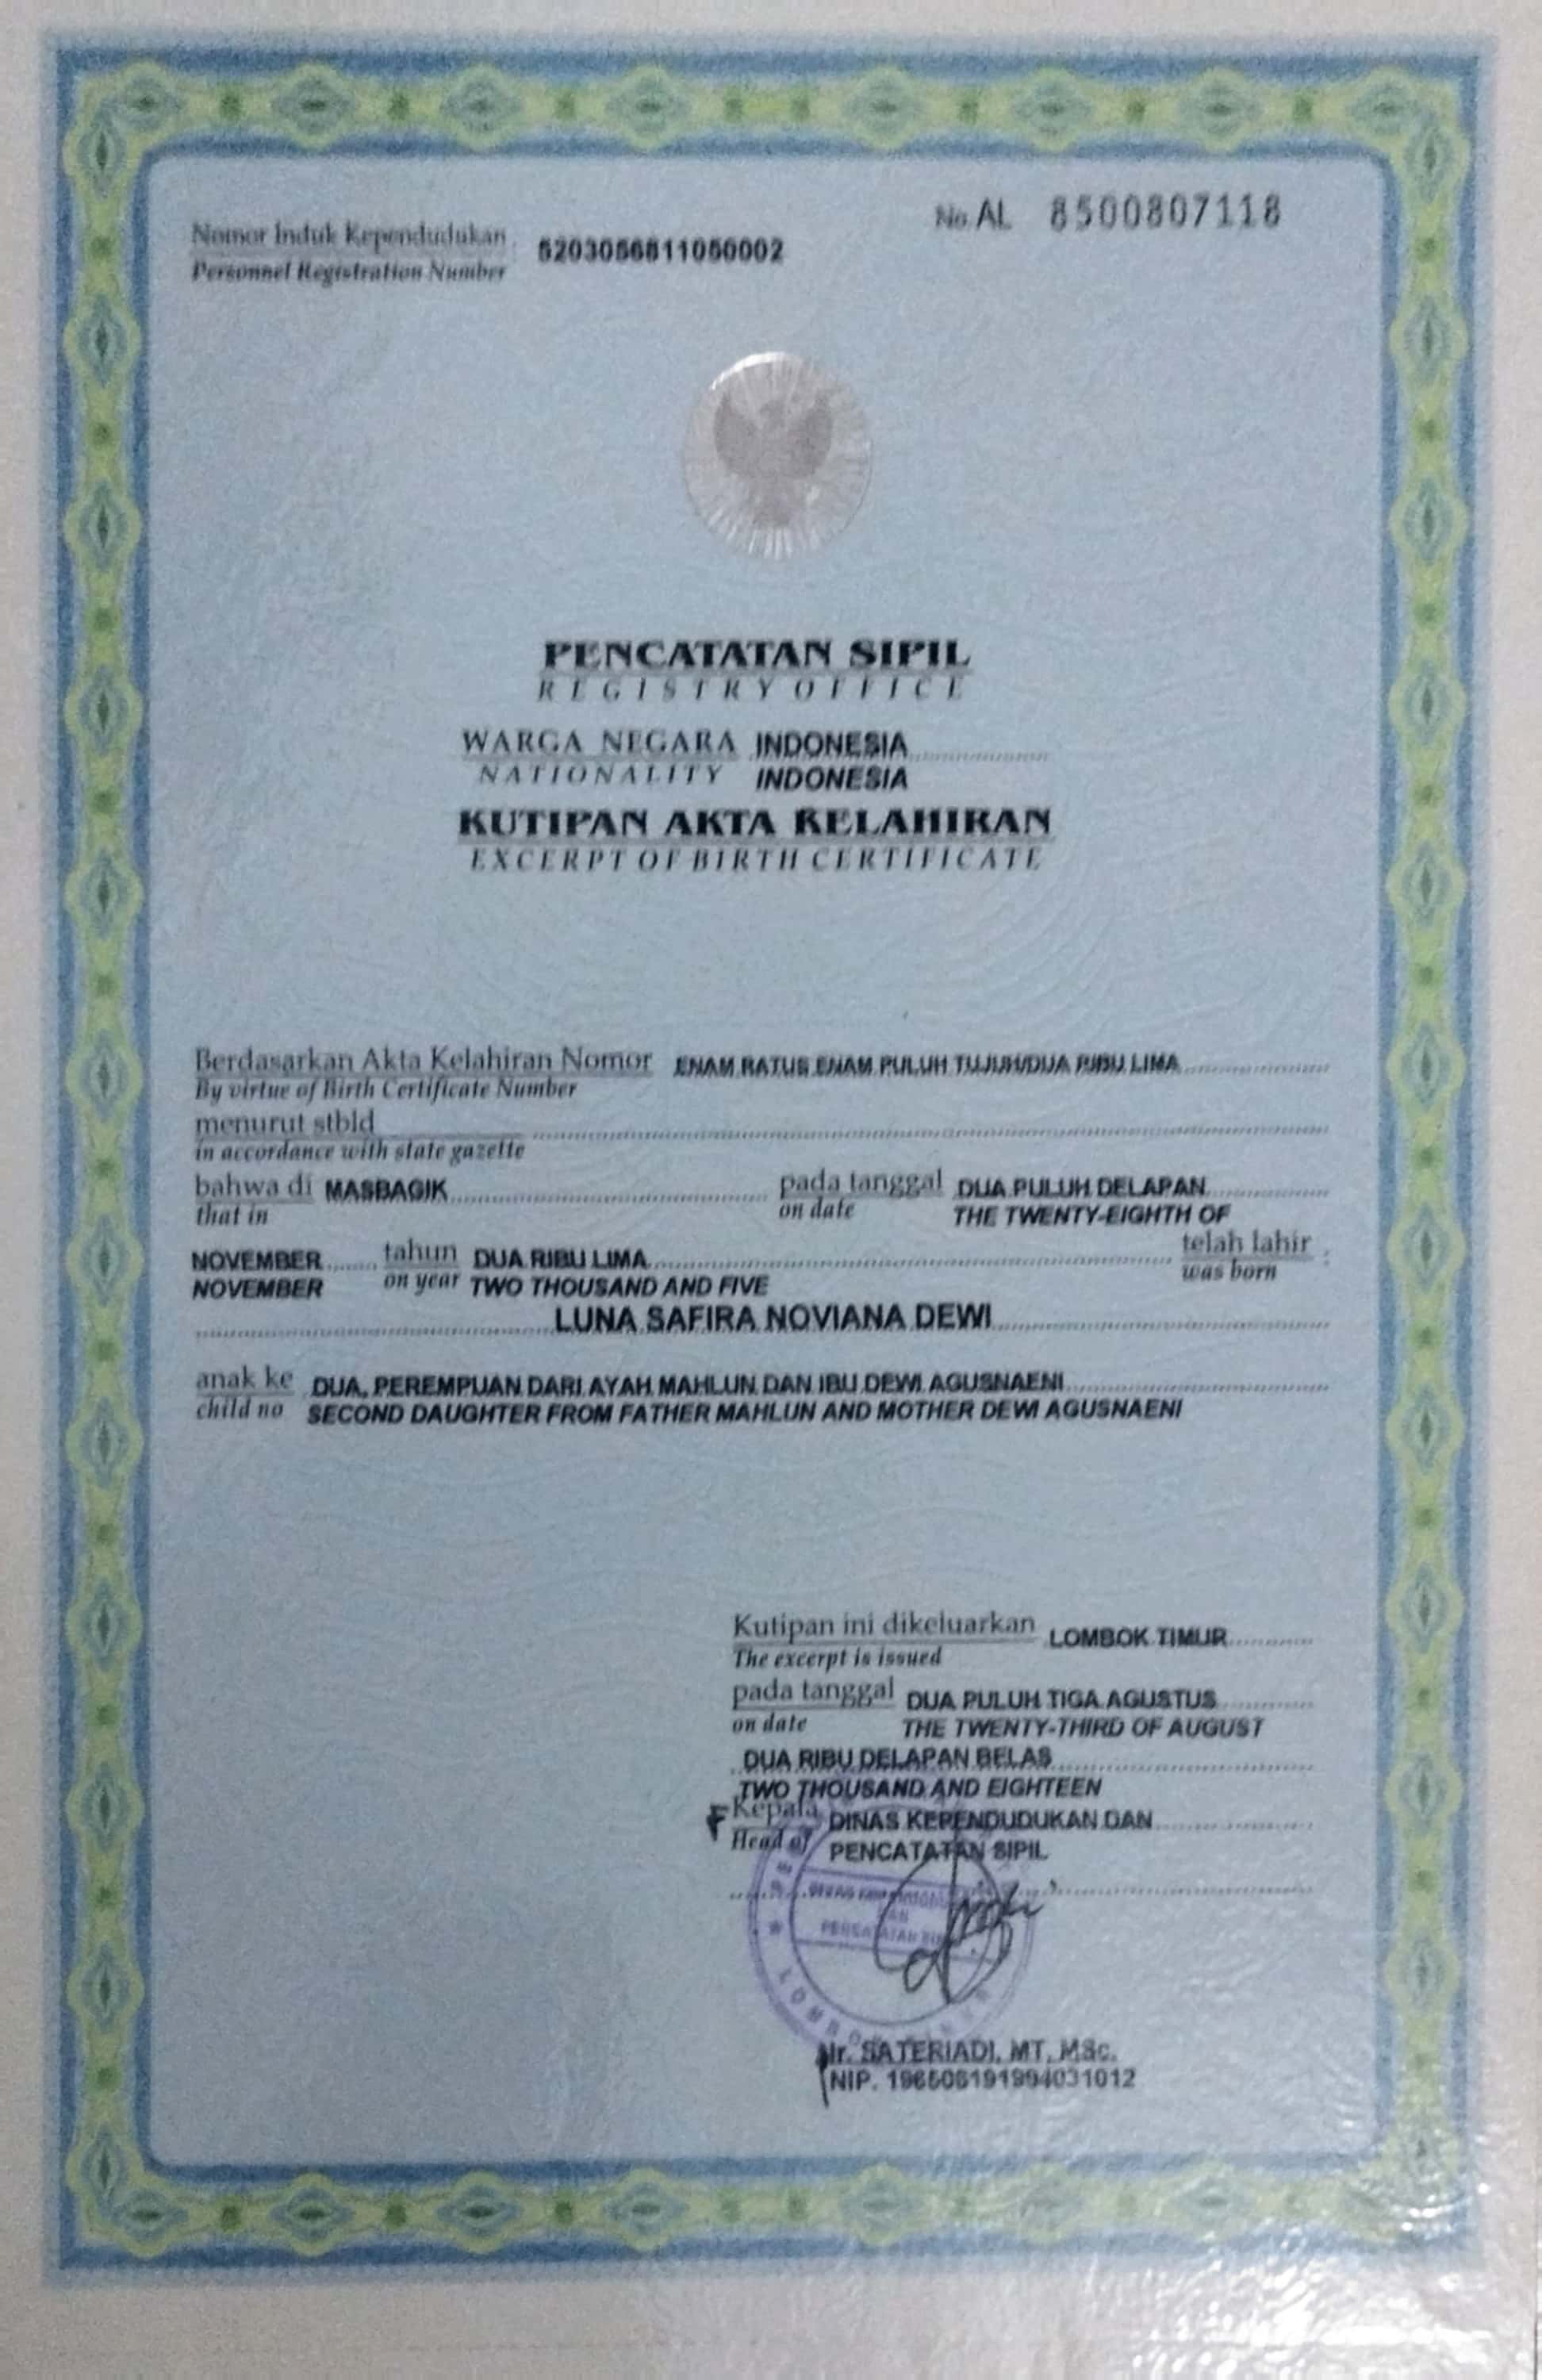 No. AL 8500807118
Nomor Induk Kependudukan
Personnel Registration Number
PENCATATAN SIPIL
REGISTRY OFFICE
WARGA NEGARA INDONESIA
NATIONALITY INDONESIA
KUTIPAN AKTA KELAHIRAN
EXCERPT OF BIRTH CERTIFICATE
Berdasarkan Akta Kelahiran Nomor ENAM RATUS ENAM PULUH TUJUH/DUA RIBU LIMA
By virtue of Birth Certificate Number
menurut stbld
in accordance with state gazette
bahwa di MASBAGIK pada tanggal DUA PULUH DELAPAN
that in on date THE TWENTY-EIGHTH OF
NOVEMBER tahun DUA RIBU LIMA telah lahir :
NOVEMBER on year TWO THOUSAND AND FIVE was born
LUNA SAFIRA NOVIANA DEWI
anak ke DUA, PEREMPUAN DARI AYAH MAHLUN DAN IBU DEWI AGUSNAENI
child no SECOND DAUGHTER FROM FATHER MAHLUN AND MOTHER DEWI AGUSNAENI
Kutipan ini dikeluarkan LOMBOK TIMUR
The excerpt is issued
pada tanggal DUA PULUH TIGA AGUSTUS
on date THE TWENTY-THIRD OF AUGUST
DUA RIBU DELAPAN BELAS
TWO THOUSAND AND EIGHTEEN
Kepala DINAS KEPENDUDUKAN DAN
Head of PENCATATAN SIPIL
DAN
PENCATATAN SIPIL
LOMBOK TIMUR
Ir. SATERIADI, MT, MSc.
NIP.